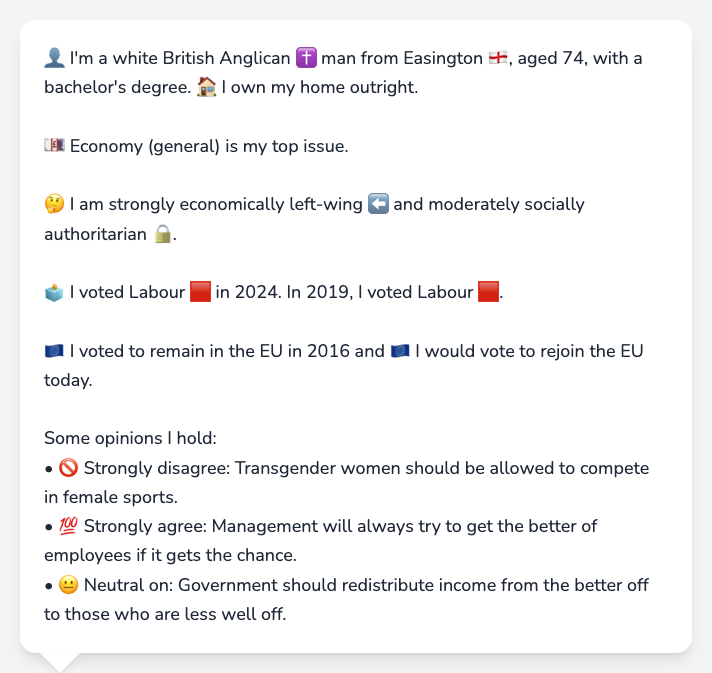 👤 I'm a white British Anglican ✝️ man from Easington 🏴󠁧󠁢󠁥󠁮󠁧󠁿, aged 74, with a
bachelor's degree. 🏠 I own my home outright.
💷 Economy (general) is my top issue.
🤔 I am strongly economically left-wing ⬅️ and moderately socially
authoritarian 🔒.
🗳️ I voted Labour 🟥 in 2024. In 2019, I voted Labour 🟥.
🇪🇺 I voted to remain in the EU in 2016 and 🇪🇺 I would vote to rejoin the EU
today.
Some opinions I hold:
• 🚫 Strongly disagree: Transgender women should be allowed to compete
in female sports.
• 💯 Strongly agree: Management will always try to get the better of
employees if it gets the chance.
• 😐 Neutral on: Government should redistribute income from the better off
to those who are less well off.